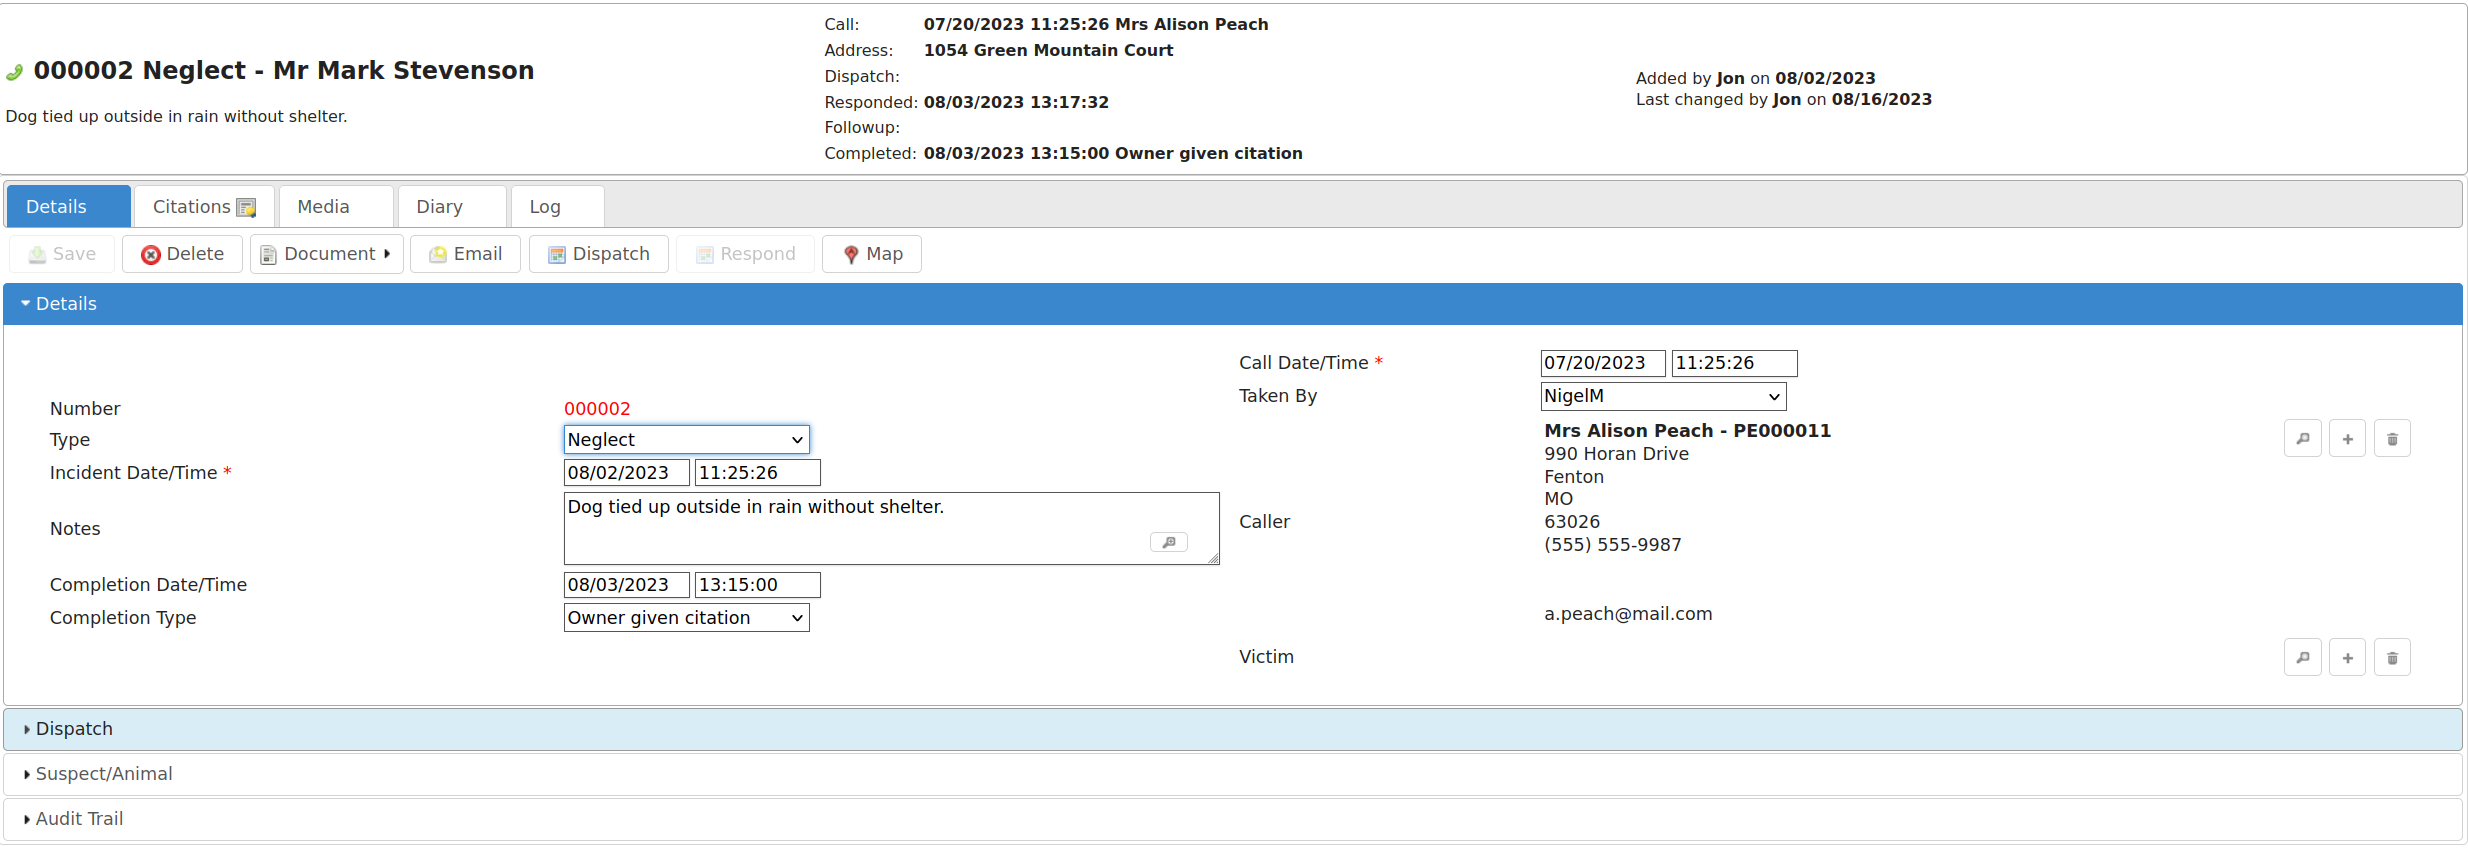 000002 Neglect - Mr Mark Stevenson
Dog tied up outside in rain without shelter.
Call: 07/20/2023 11:25:26 Mrs Alison Peach
Address: 1054 Green Mountain Court
Dispatch:
Responded: 08/03/2023 13:17:32
Followup:
Completed: 08/03/2023 13:15:00 Owner given citation
Added by Jon on 08/02/2023
Last changed by Jon on 08/16/2023
Details Citations Media Diary Log
Save Delete Document Email Dispatch Respond Map
Details
Number 000002
Type Neglect
Incident Date/Time * 08/02/2023 11:25:26
Notes Dog tied up outside in rain without shelter.
Completion Date/Time 08/03/2023 13:15:00
Completion Type Owner given citation
Call Date/Time * 07/20/2023 11:25:26
Taken By NigelM
Caller
Mrs Alison Peach - PE000011
990 Horan Drive
Fenton
MO
63026
(555) 555-9987
a.peach@mail.com
Victim
Dispatch
Suspect/Animal
Audit Trail